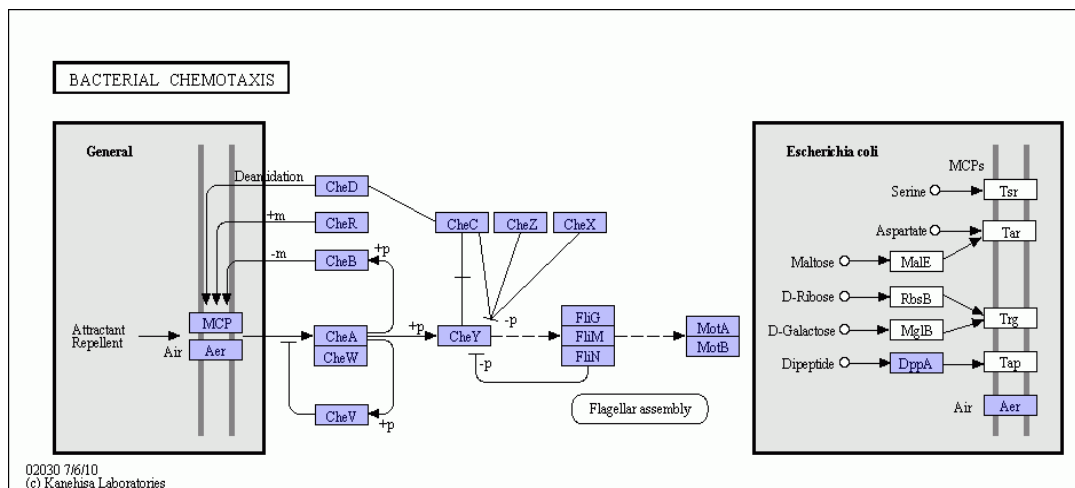 BACTERIAL CHEMOTAXIS
General
Deamidation
CheD
+m
CheR
-m
CheB
+p
CheC
CheZ
CheX
MCP
Attractant
Repellent
Air
Aer
CheA
CheW
+p
CheY
-p
FliG
FliM
FliN
MotA
MotB
-p
CheV
+p
Flagellar assembly
Escherichia coli
MCPs
Serine
Tsr
Aspartate
Tar
Maltose
MalE
D-Ribose
RbsB
Trg
D-Galactose
MglB
Dipeptide
DppA
Tap
Air
Aer
02030 7/6/10
(c) Kanehisa Laboratories